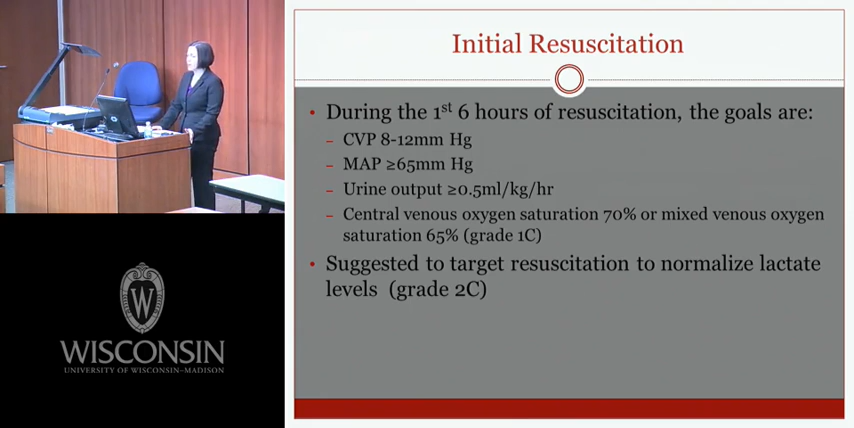 Initial Resuscitation
• During the 1st 6 hours of resuscitation, the goals are:
– CVP 8-12mm Hg
– MAP ≥65mm Hg
– Urine output ≥0.5ml/kg/hr
– Central venous oxygen saturation 70% or mixed venous oxygen
saturation 65% (grade 1C)
• Suggested to target resuscitation to normalize lactate
levels (grade 2C)
W
WISCONSIN
UNIVERSITY OF WISCONSIN–MADISON